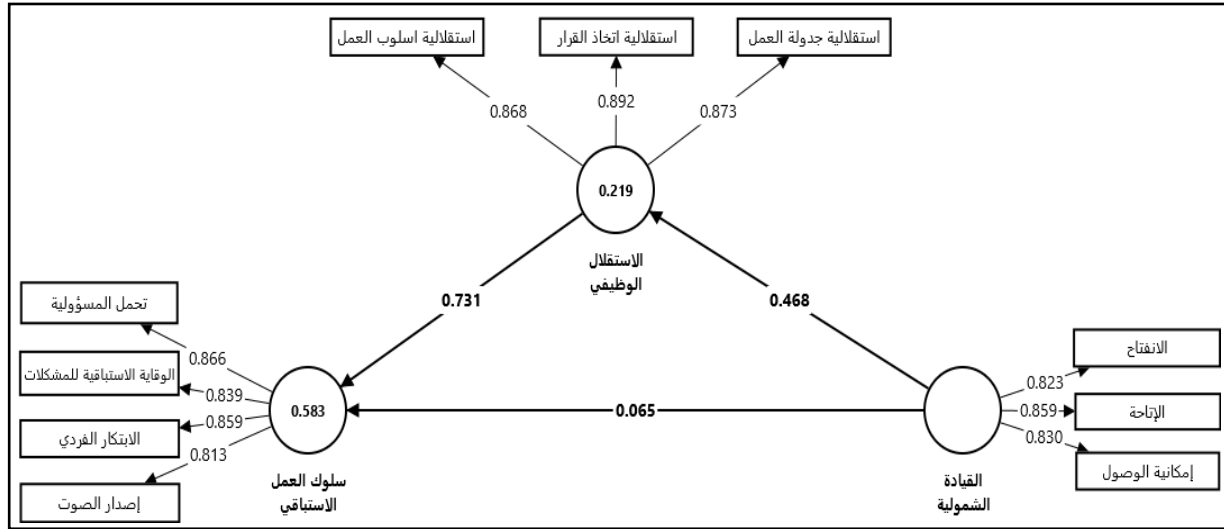 استقلالية جدولة العمل
استقلالية اتخاذ القرار
استقلالية اسلوب العمل
0.873
0.892
0.868
0.219
الاستقلال
الوظيفي
0.468
0.731
الانفتاح
الإتاحة
إمكانية الوصول
0.823
0.859
0.830
القيادة
الشمولية
0.065
0.583
سلوك العمل
الاستباقي
0.866
0.839
0.859
0.813
تحمل المسؤولية
الوقاية الاستباقية للمشكلات
الابتكار الفردي
إصدار الصوت